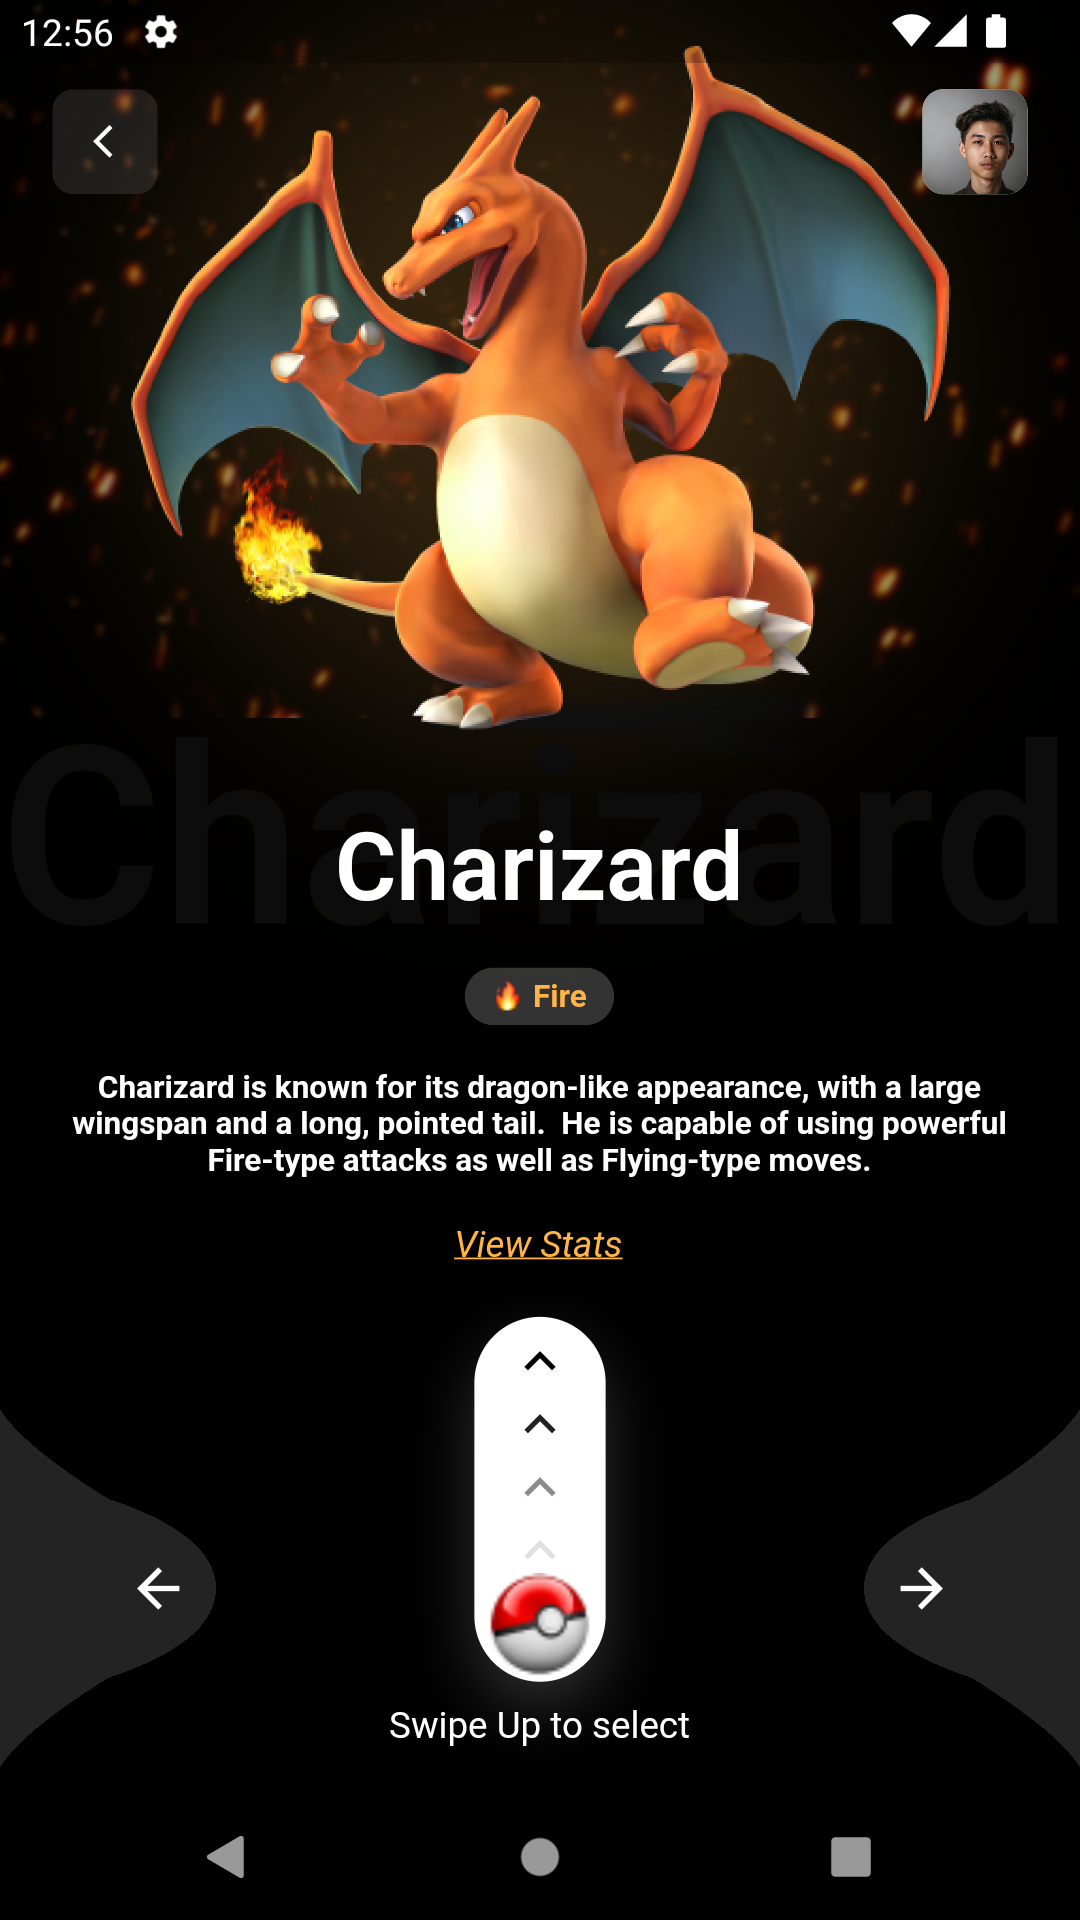 12:56
Charizard
Charizard
🔥 Fire
Charizard is known for its dragon-like appearance, with a large
wingspan and a long, pointed tail.  He is capable of using powerful
Fire-type attacks as well as Flying-type moves.
View Stats
Swipe Up to select